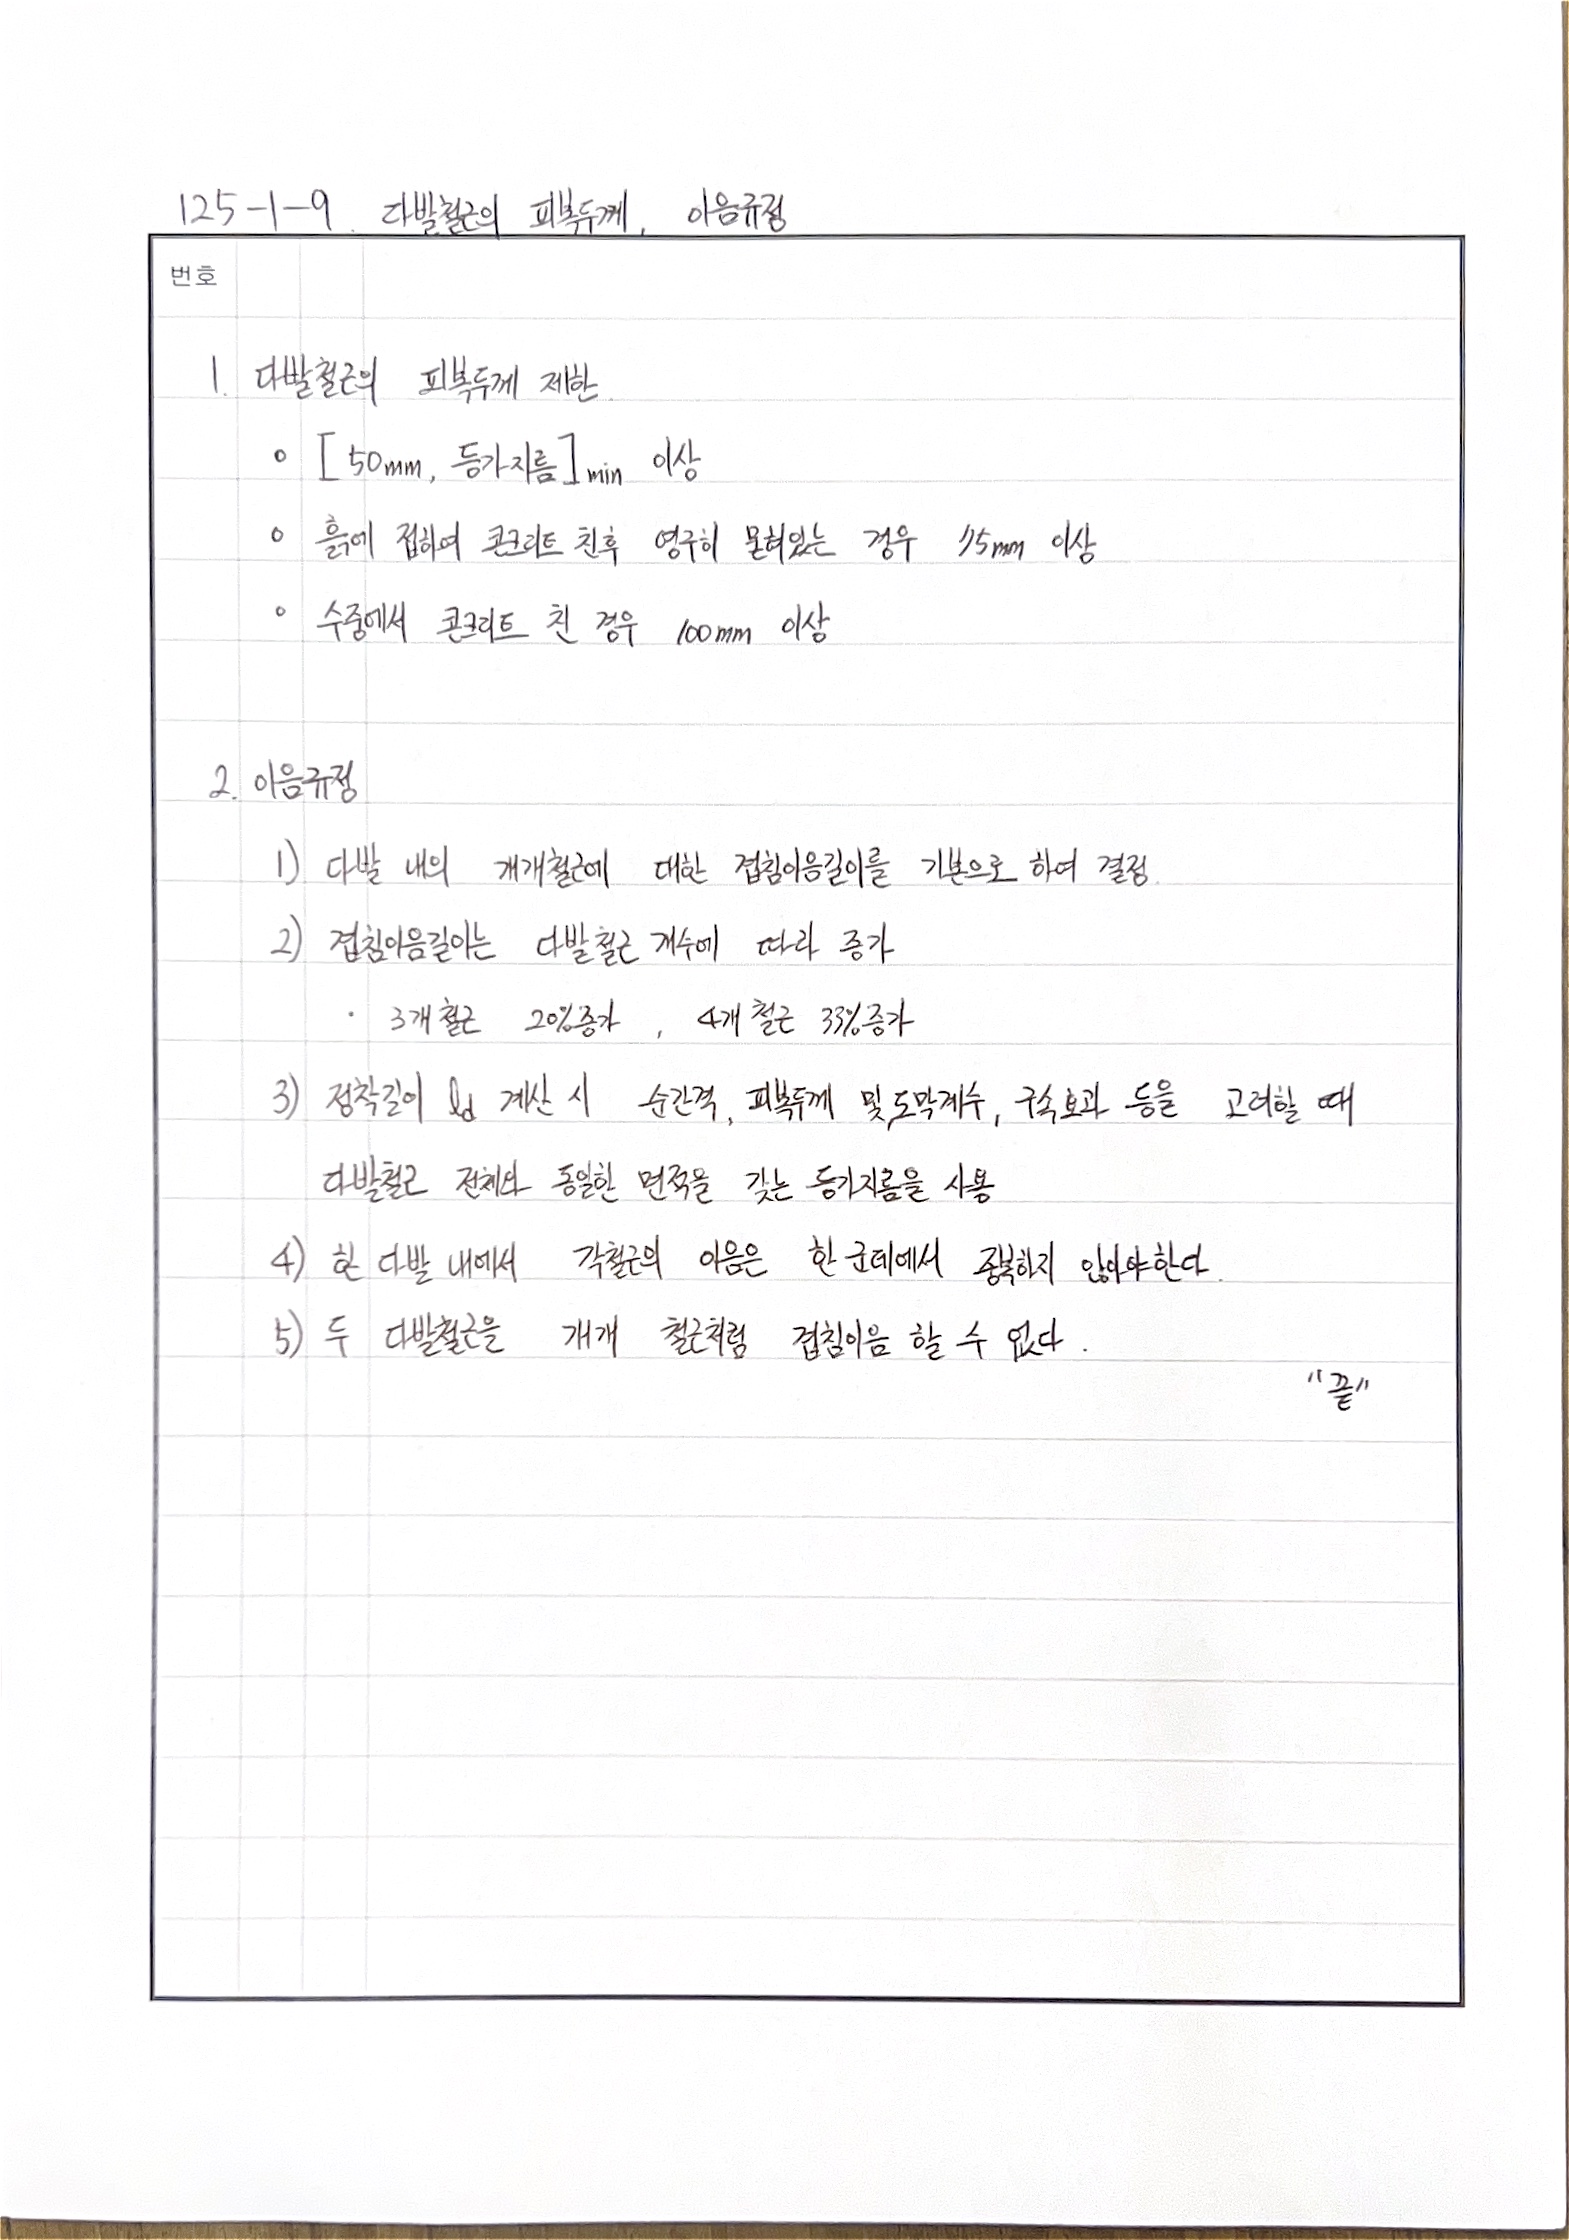 125-1-9. 다발철근의 피복두께, 이음규정
번호
1. 다발철근의 피복두께 제한.
o [50mm, 등가지름]min 이상
o 흙에 접하여 콘크리트 친후 영구히 묻혀있는 경우 75mm 이상
o 수중에서 콘크리트 친 경우 100mm 이상
2. 이음규정
1) 다발 내의 개개철근에 대한 겹침이음길이를 기본으로 하여 결정.
2) 겹침이음길이는 다발철근 개수에 따라 증가
· 3개 철근 20%증가, 4개 철근 33%증가
3) 정착길이 ld 계산 시 순간격, 피복두께 및 도막계수, 구속효과 등을 고려할 때
다발철근 전체와 동일한 면적을 갖는 등가지름을 사용
4) 한 다발 내에서 각철근의 이음은 한 군데에서 중복하지 않아야한다.
5) 두 다발철근을 개개 철근처럼 겹침이음 할 수 없다.
"끝"